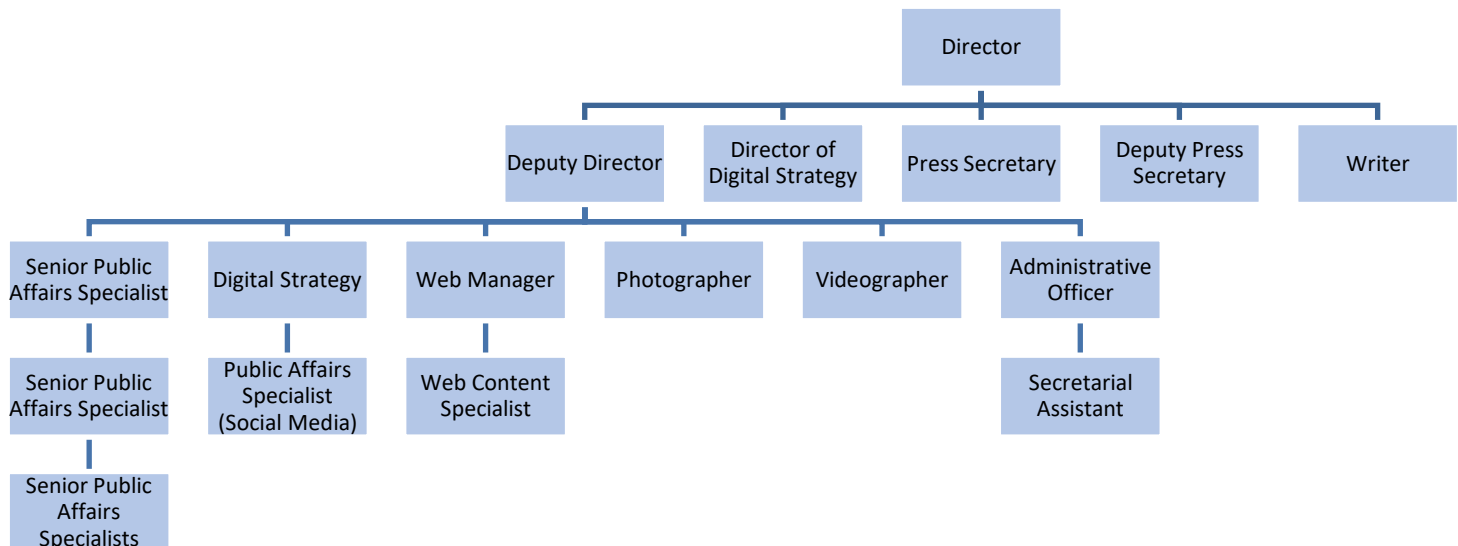 Director
Deputy Director
Director of
Digital Strategy
Press Secretary
Deputy Press
Secretary
Writer
Senior Public
Affairs Specialist
Digital Strategy
Web Manager
Photographer
Videographer
Administrative
Officer
Senior Public
Affairs Specialist
Public Affairs
Specialist
(Social Media)
Web Content
Specialist
Secretarial
Assistant
Senior Public
Affairs
Specialists